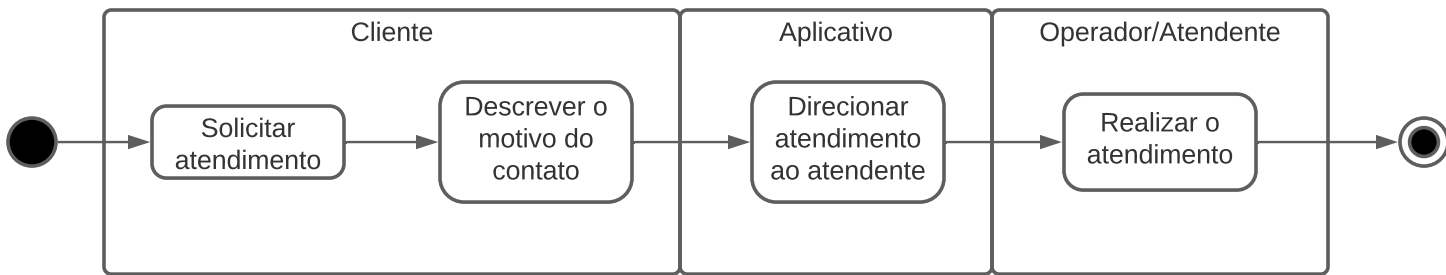 Cliente
Aplicativo
Operador/Atendente
Solicitar
atendimento
Descrever o
motivo do
contato
Direcionar
atendimento
ao atendente
Realizar o
atendimento